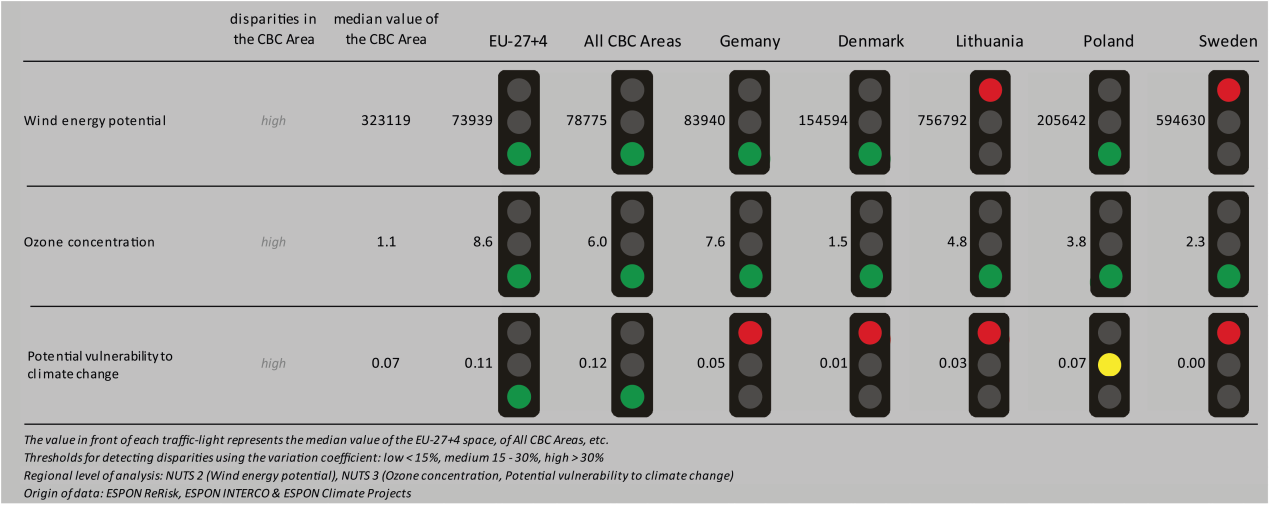 disparities in median value of
the CBC Area the CBC Area EU-27+4 All CBC Areas Gemany Denmark Lithuania Poland Sweden
Wind energy potential high 323119 73939 78775 83940 154594 756792 205642 594630
Ozone concentration high 1.1 8.6 6.0 7.6 1.5 4.8 3.8 2.3
Potential vulnerability to
climate change high 0.07 0.11 0.12 0.05 0.01 0.03 0.07 0.00
The value in front of each traffic-light represents the median value of the EU-27+4 space, of All CBC Areas, etc.
Thresholds for detecting disparities using the variation coefficient: low < 15%, medium 15 - 30%, high > 30%
Regional level of analysis: NUTS 2 (Wind energy potential), NUTS 3 (Ozone concentration, Potential vulnerability to climate change)
Origin of data: ESPON ReRisk, ESPON INTERCO & ESPON Climate Projects